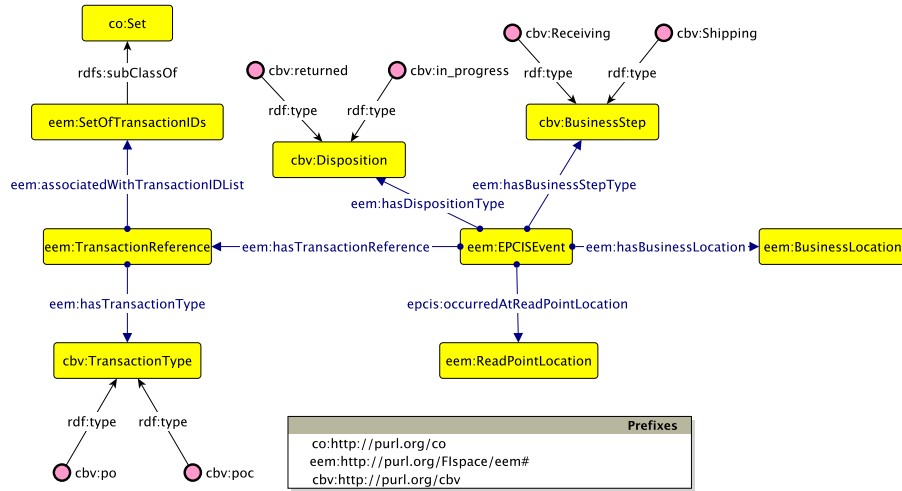 co:Set
cbv:Receiving
cbv:Shipping
rdfs:subClassOf
cbv:returned
cbv:in_progress
rdf:type
rdf:type
rdf:type
rdf:type
eem:SetOfTransactionIDs
cbv:BusinessStep
cbv:Disposition
eem:associatedWithTransactionIDList
eem:hasBusinessStepType
eem:hasDispositionType
eem:TransactionReference
eem:hasTransactionReference
eem:EPCISEvent
eem:hasBusinessLocation
eem:BusinessLocation
eem:hasTransactionType
epcis:occurredAtReadPointLocation
cbv:TransactionType
eem:ReadPointLocation
rdf:type
rdf:type
cbv:po
cbv:poc
Prefixes
co:http://purl.org/co
eem:http://purl.org/FIspace/eem#
cbv:http://purl.org/cbv